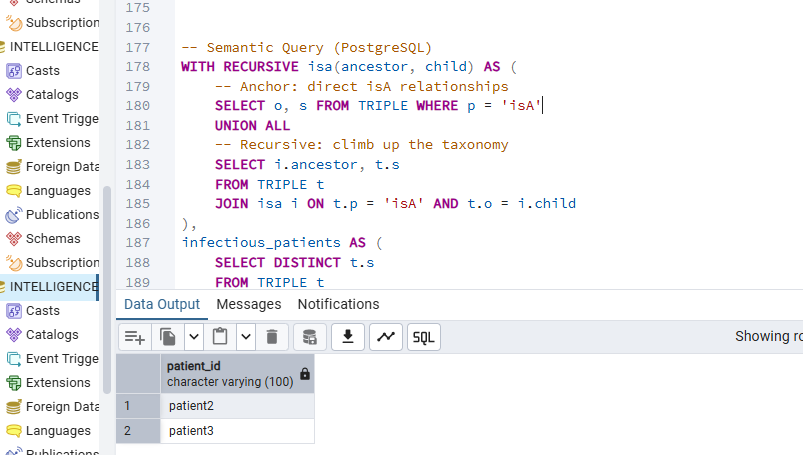 Schemas
Subscription
INTELLIGENCE
Casts
Catalogs
Event Trigge
Extensions
Foreign Data
Languages
Publications
Schemas
Subscription
INTELLIGENCE
Casts
Catalogs
Event Trigge
Extensions
Foreign Data
Languages
Publications
175
176
177 -- Semantic Query (PostgreSQL)
178 WITH RECURSIVE isa(ancestor, child) AS (
179 -- Anchor: direct isA relationships
180 SELECT o, s FROM TRIPLE WHERE p = 'isA'
181 UNION ALL
182 -- Recursive: climb up the taxonomy
183 SELECT i.ancestor, t.s
184 FROM TRIPLE t
185 JOIN isa i ON t.p = 'isA' AND t.o = i.child
186 ),
187 infectious_patients AS (
188 SELECT DISTINCT t.s
189 FROM TRIPLE t
Data Output Messages Notifications
SQL
Showing ro
patient_id
character varying (100)
1 patient2
2 patient3